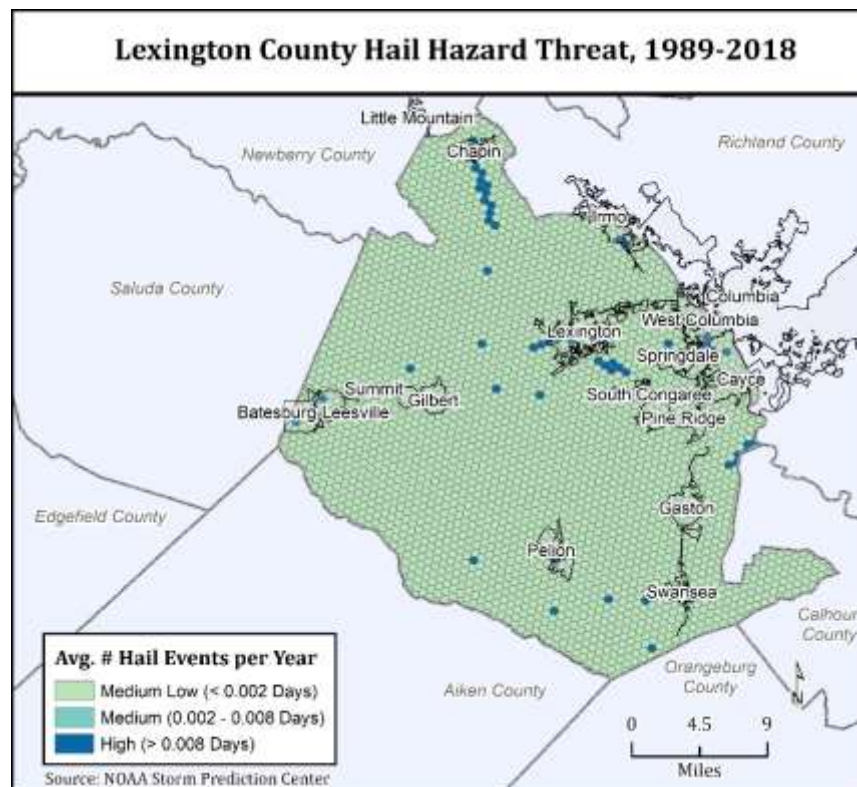 Lexington County Hail Hazard Threat, 1989-2018
Little Mountain
Newberry County
Chapin
Richland County
Irmo
Saluda County
Columbia
West Columbia
Lexington
Springdale
Cayce
Summit
Gilbert
South Congaree
Batesburg Leesville
Pine Ridge
Edgefield County
Gaston
Pelion
Swansea
Calhoun
County
Orangeburg
County
Aiken County
N
Avg. # Hail Events per Year
Medium Low (< 0.002 Days)
Medium (0.002 - 0.008 Days)
High (> 0.008 Days)
0 4.5 9
Miles
Source: NOAA Storm Prediction Center